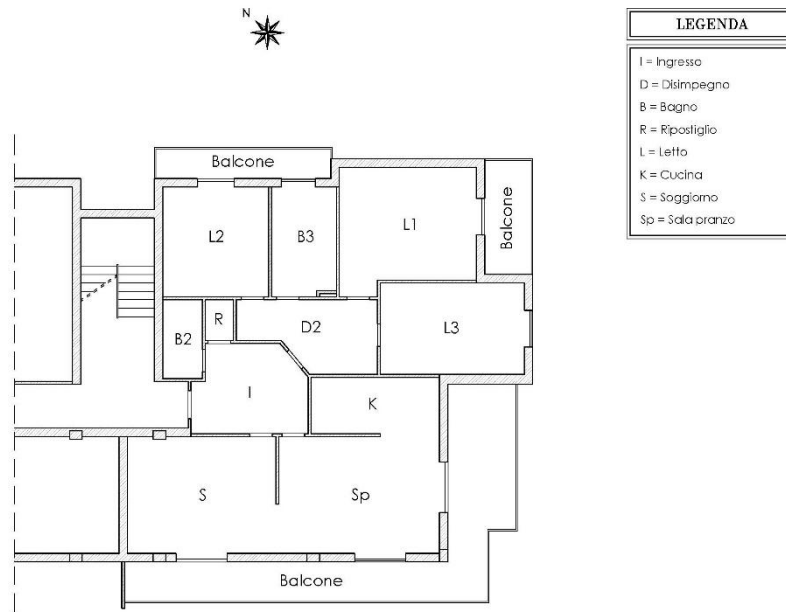 N
LEGENDA
I = Ingresso
D = Disimpegno
B = Bagno
R = Ripostiglio
L = Letto
K = Cucina
S = Soggiorno
Sp = Sala pranzo
Balcone
L2
B3
L1
Balcone
B2
R
D2
L3
I
K
S
Sp
Balcone